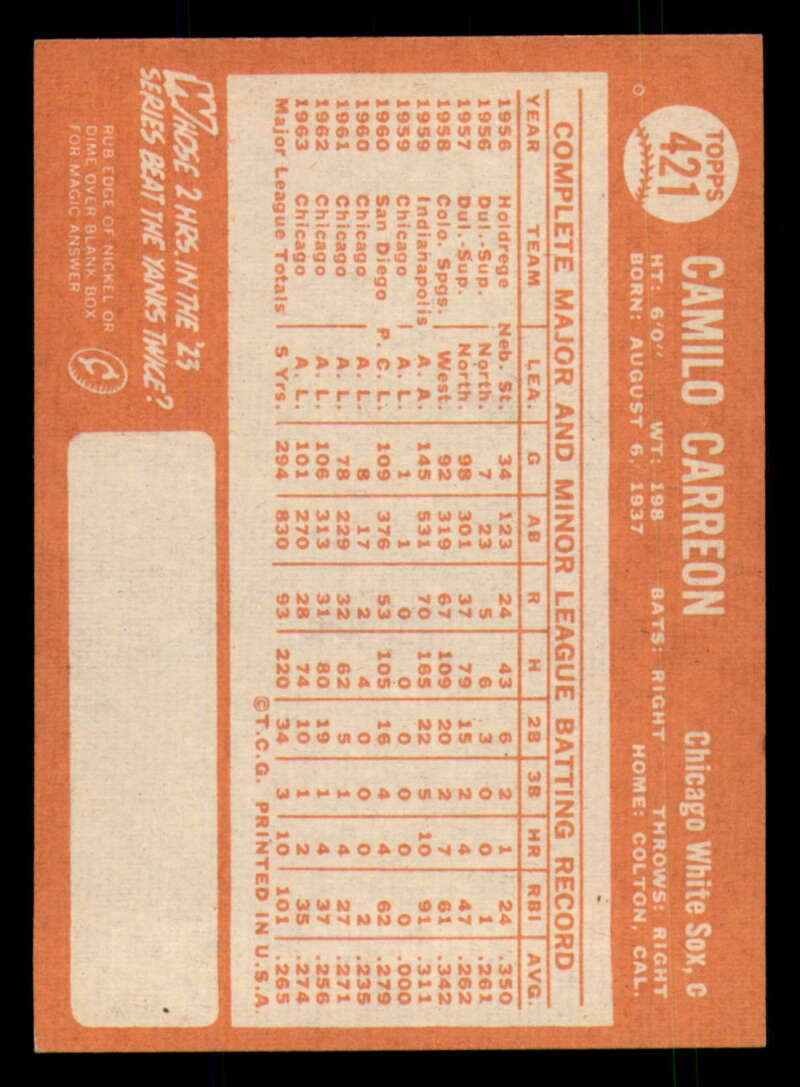 TOPPS
421
CAMILO CARREON
Chicago White Sox, C
HT: 6'0" WT: 198 BATS: RIGHT THROWS: RIGHT
BORN: AUGUST 6, 1937 HOME: COLTON, CAL.
COMPLETE MAJOR AND MINOR LEAGUE BATTING RECORD
YEAR TEAM LEA. G AB R H 2B 3B HR RBI AVG.
1956 Holdrege Neb. St. 34 123 24 43 6 2 1 24 .350
1956 Dul.-Sup. North. 7 23 5 6 3 0 0 1 .261
1957 Dul.-Sup. North. 98 301 37 79 15 2 4 47 .262
1958 Colo. Spgs. West. 92 319 67 109 20 2 7 61 .342
1959 Indianapolis A. A. 145 531 70 165 22 5 10 91 .311
1959 Chicago A. L. 1 1 0 0 0 0 0 0 .000
1960 San Diego P. C. L. 109 376 53 105 16 4 4 62 .279
1960 Chicago A. L. 8 17 2 4 0 0 0 2 .235
1961 Chicago A. L. 78 229 32 62 5 1 4 27 .271
1962 Chicago A. L. 106 313 31 80 19 1 4 37 .256
1963 Chicago A. L. 101 270 28 74 10 1 2 35 .274
Major League Totals 5 Yrs. 294 830 93 220 34 3 10 101 .265
©T.C.G. PRINTED IN U.S.A.
WHOSE 2 HRS. IN THE '23
SERIES BEAT THE YANKS TWICE?
RUB EDGE OF NICKEL OR
DIME OVER BLANK BOX
FOR MAGIC ANSWER